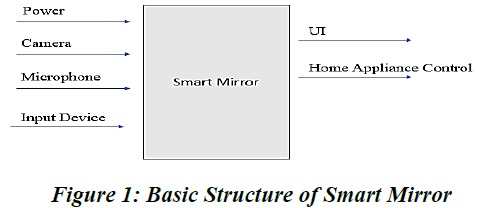 Power
Camera
Microphone
Input Device
Smart Mirror
UI
Home Appliance Control
Figure 1: Basic Structure of Smart Mirror